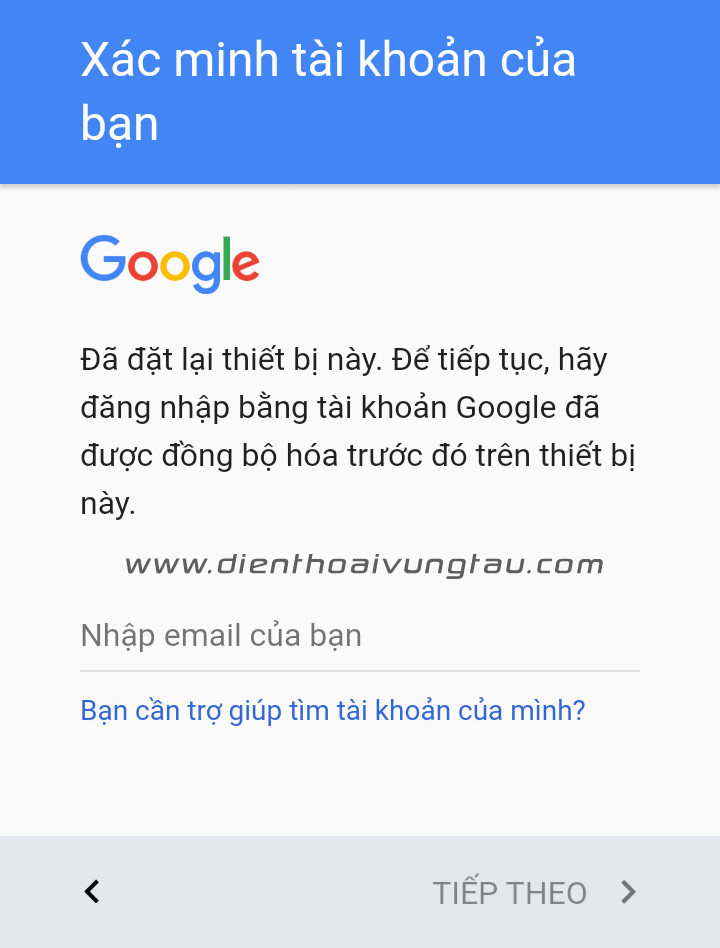 Xác minh tài khoản của
bạn
Google
Đã đặt lại thiết bị này. Để tiếp tục, hãy
đăng nhập bằng tài khoản Google đã
được đồng bộ hóa trước đó trên thiết bị
này.
www.dienthoaivungtau.com
Nhập email của bạn
Bạn cần trợ giúp tìm tài khoản của mình?
TIẾP THEO